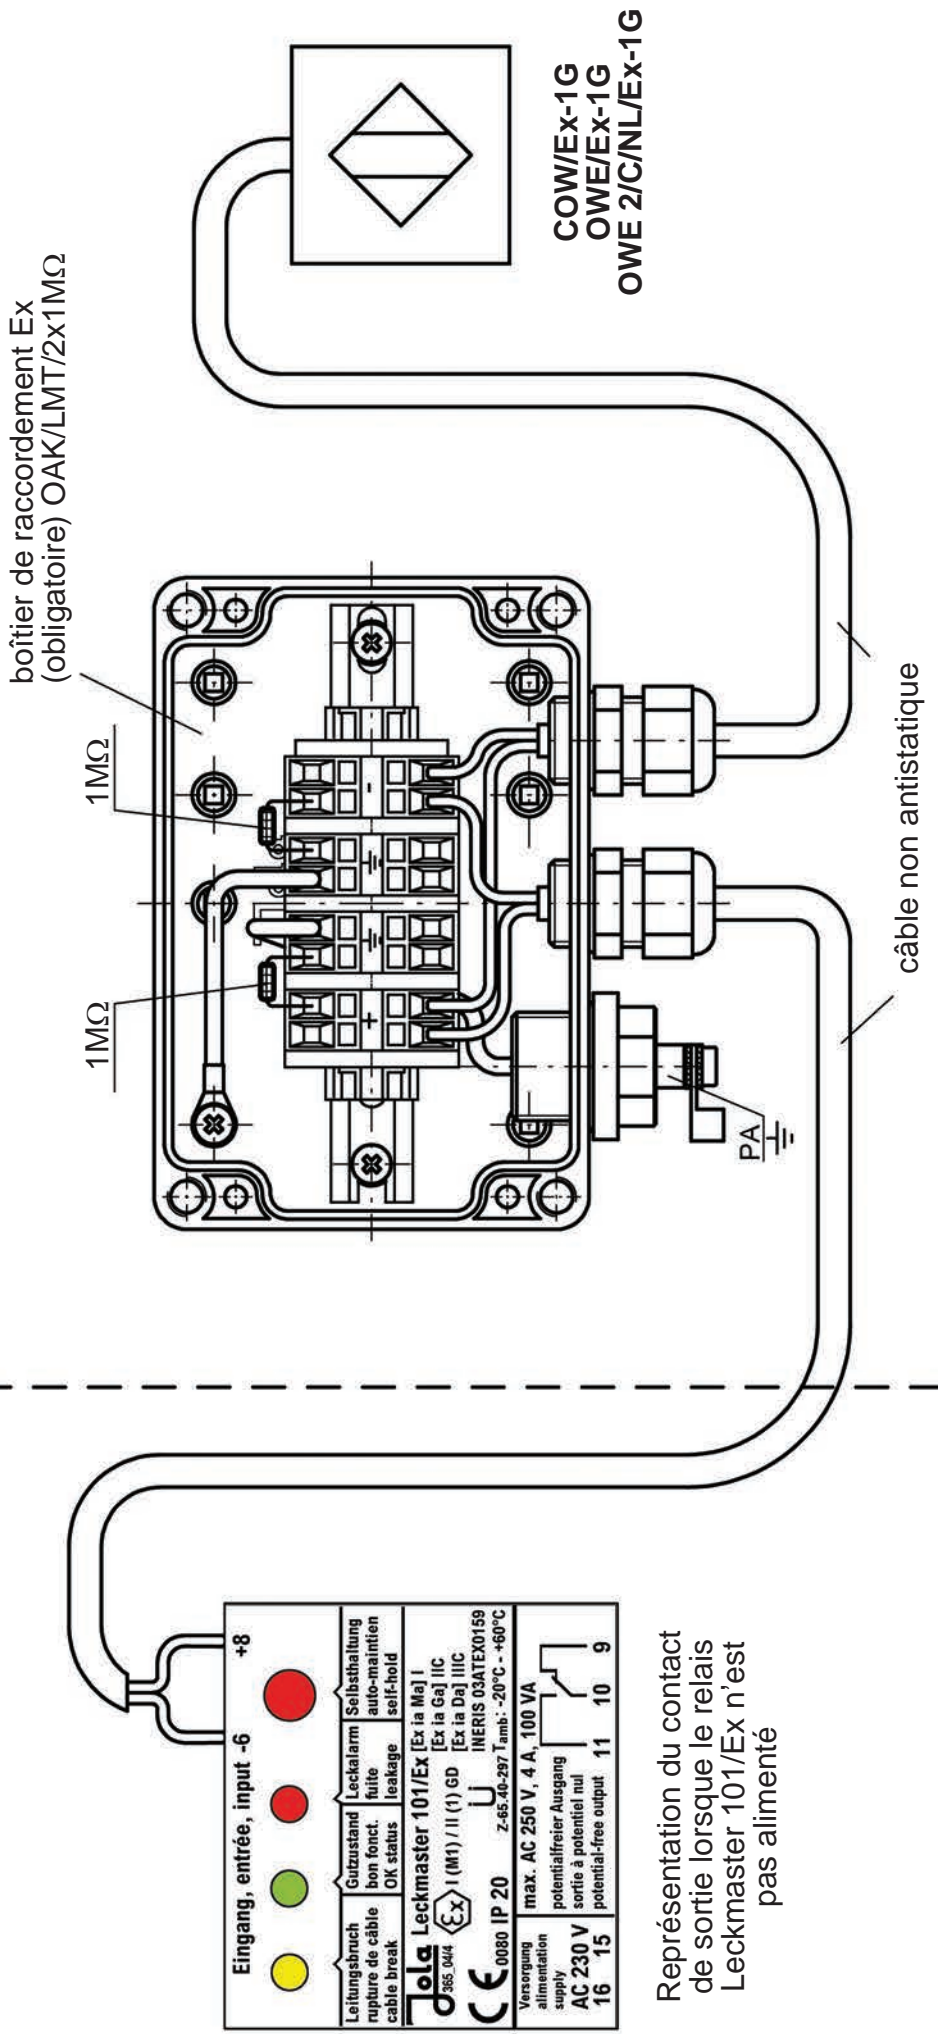 boîtier de raccordement Ex
(obligatoire) OAK/LMT/2x1MΩ
1MΩ
1MΩ
+
-
PA
câble non antistatique
COW/Ex-1G
OWE/Ex-1G
OWE 2/C/NL/Ex-1G
Eingang, entrée, input -6 +8
Leitungsbruch
rupture de câble
cable break
Gutzustand
bon fonct.
OK status
Leckalarm
fuite
leakage
Selbsthaltung
auto-maintien
self-hold
Jola Leckmaster 101/Ex
365_04/4
Ex I (M1) / II (1) GD
[Ex ia Ma] I
[Ex ia Ga] IIC
[Ex ia Da] IIIC
INERIS 03ATEX0159
CE 0080 IP 20
Ü
Z-65.40-297 Tamb: -20°C - +60°C
Versorgung
alimentation
supply
AC 230 V
16 15
max. AC 250 V, 4 A, 100 VA
potentialfreier Ausgang
sortie à potentiel nul
potential-free output
11 10 9
Représentation du contact
de sortie lorsque le relais
Leckmaster 101/Ex n'est
pas alimenté